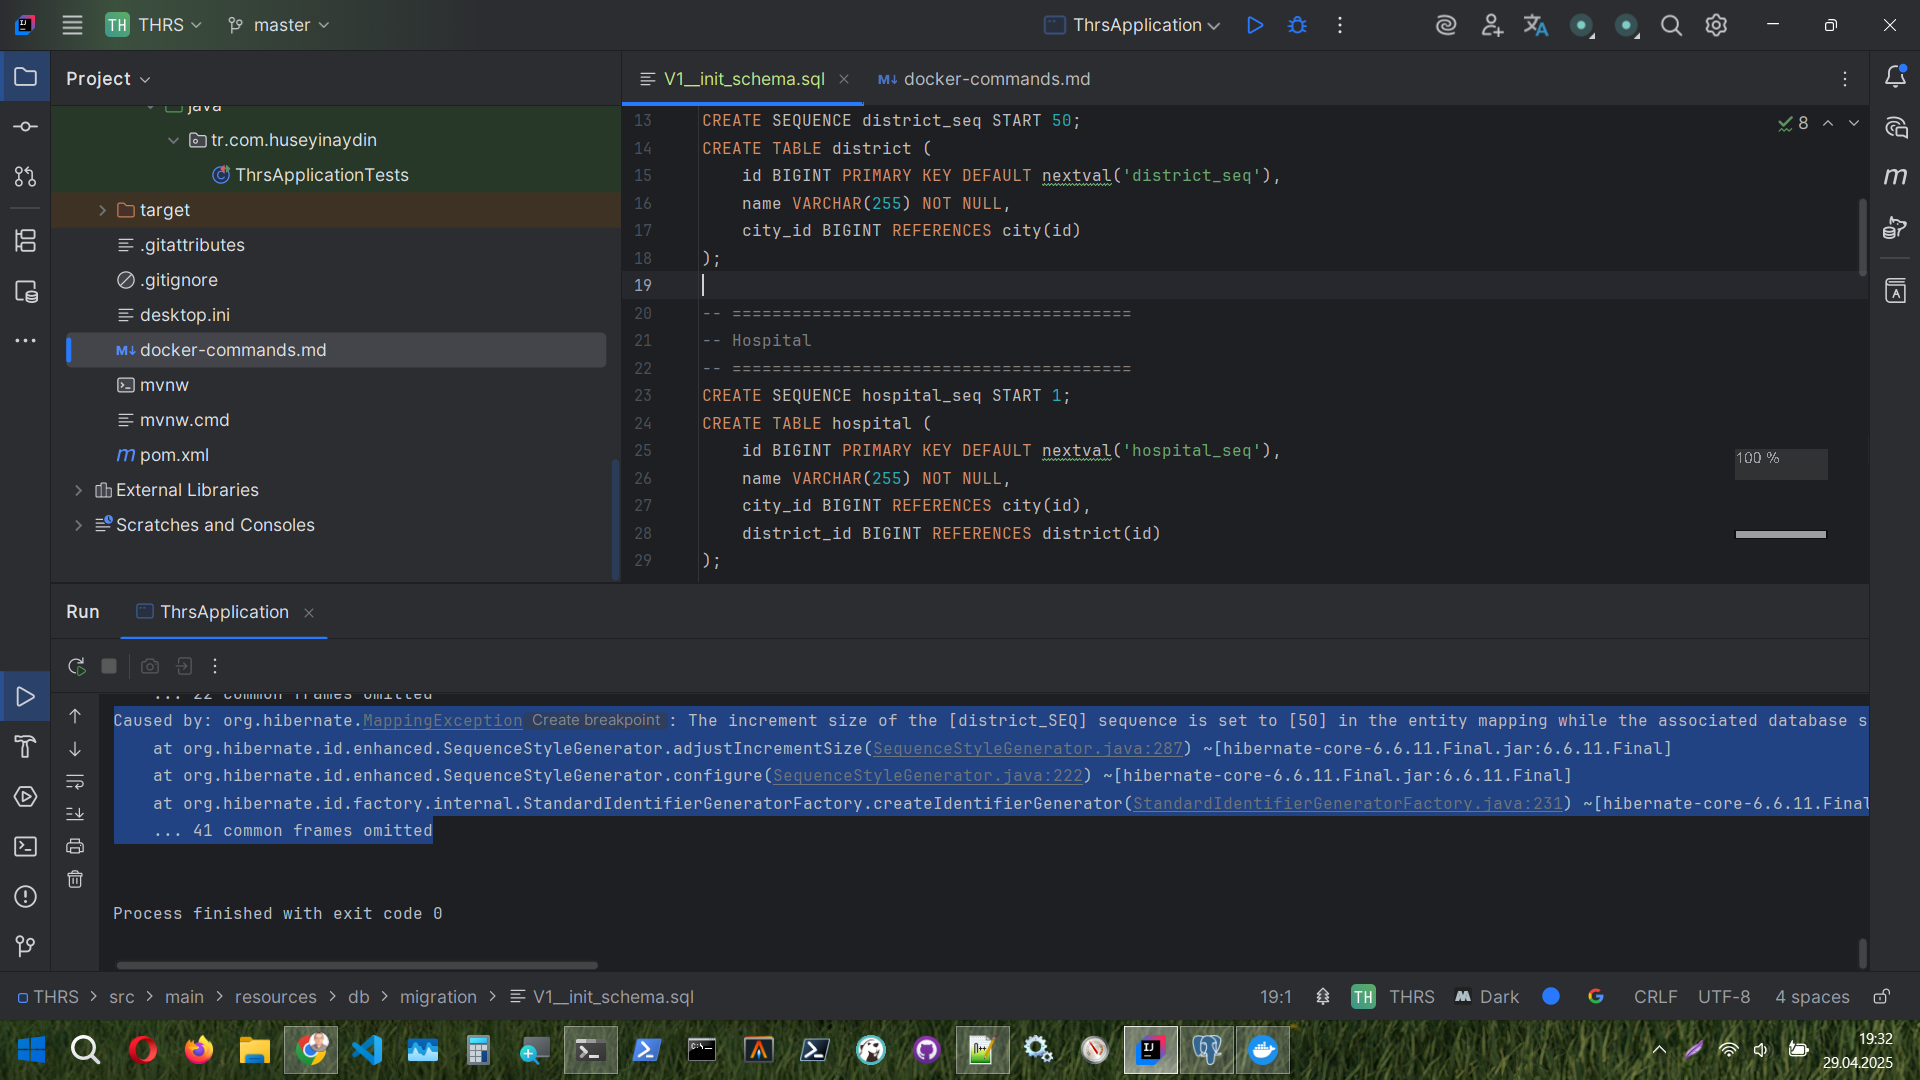 TH THRS master ThrsApplication
Project
V1__init_schema.sql
docker-commands.md
java
tr.com.huseyinaydin
ThrsApplicationTests
target
.gitattributes
.gitignore
desktop.ini
docker-commands.md
mvnw
mvnw.cmd
pom.xml
External Libraries
Scratches and Consoles
8
13 CREATE SEQUENCE district_seq START 50;
14 CREATE TABLE district (
15 id BIGINT PRIMARY KEY DEFAULT nextval('district_seq'),
16 name VARCHAR(255) NOT NULL,
17 city_id BIGINT REFERENCES city(id)
18 );
19
20 -- ========================================
21 -- Hospital
22 -- ========================================
23 CREATE SEQUENCE hospital_seq START 1;
24 CREATE TABLE hospital (
25 id BIGINT PRIMARY KEY DEFAULT nextval('hospital_seq'),
26 name VARCHAR(255) NOT NULL,
27 city_id BIGINT REFERENCES city(id),
28 district_id BIGINT REFERENCES district(id)
29 );
100 %
Run ThrsApplication
... 22 common frames omitted
Caused by: org.hibernate.MappingException Create breakpoint : The increment size of the [district_SEQ] sequence is set to [50] in the entity mapping while the associated database s
at org.hibernate.id.enhanced.SequenceStyleGenerator.adjustIncrementSize(SequenceStyleGenerator.java:287) ~[hibernate-core-6.6.11.Final.jar:6.6.11.Final]
at org.hibernate.id.enhanced.SequenceStyleGenerator.configure(SequenceStyleGenerator.java:222) ~[hibernate-core-6.6.11.Final.jar:6.6.11.Final]
at org.hibernate.id.factory.internal.StandardIdentifierGeneratorFactory.createIdentifierGenerator(StandardIdentifierGeneratorFactory.java:231) ~[hibernate-core-6.6.11.Final
... 41 common frames omitted
Process finished with exit code 0
THRS > src > main > resources > db > migration > V1__init_schema.sql
19:1 TH THRS Dark CRLF UTF-8 4 spaces
19:32
29.04.2025